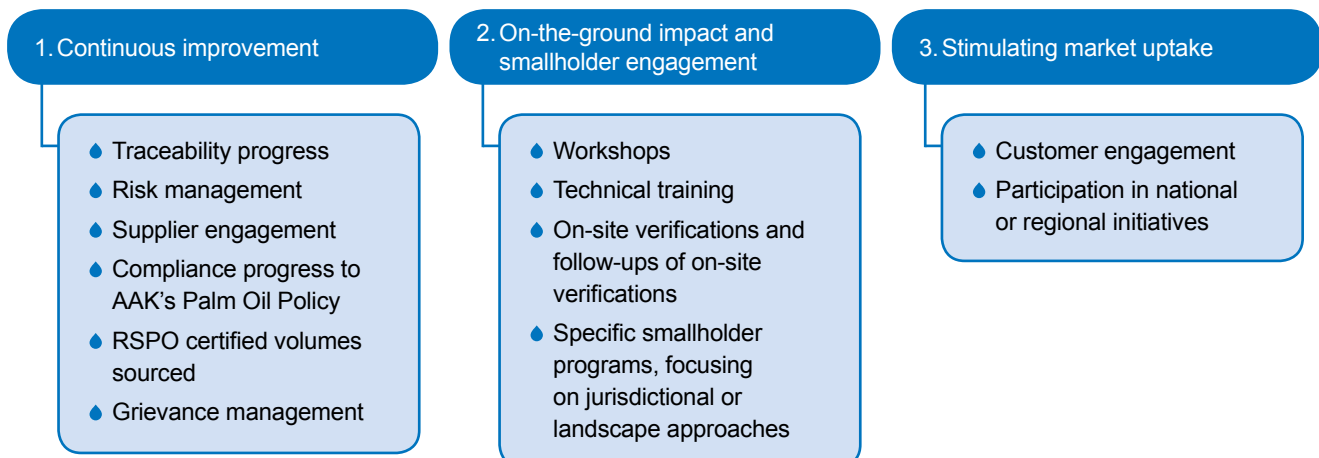 1. Continuous improvement
Traceability progress
Risk management
Supplier engagement
Compliance progress to
AAK's Palm Oil Policy
RSPO certified volumes
sourced
Grievance management
2. On-the-ground impact and
smallholder engagement
Workshops
Technical training
On-site verifications and
follow-ups of on-site
verifications
Specific smallholder
programs, focusing
on jurisdictional or
landscape approaches
3. Stimulating market uptake
Customer engagement
Participation in national
or regional initiatives